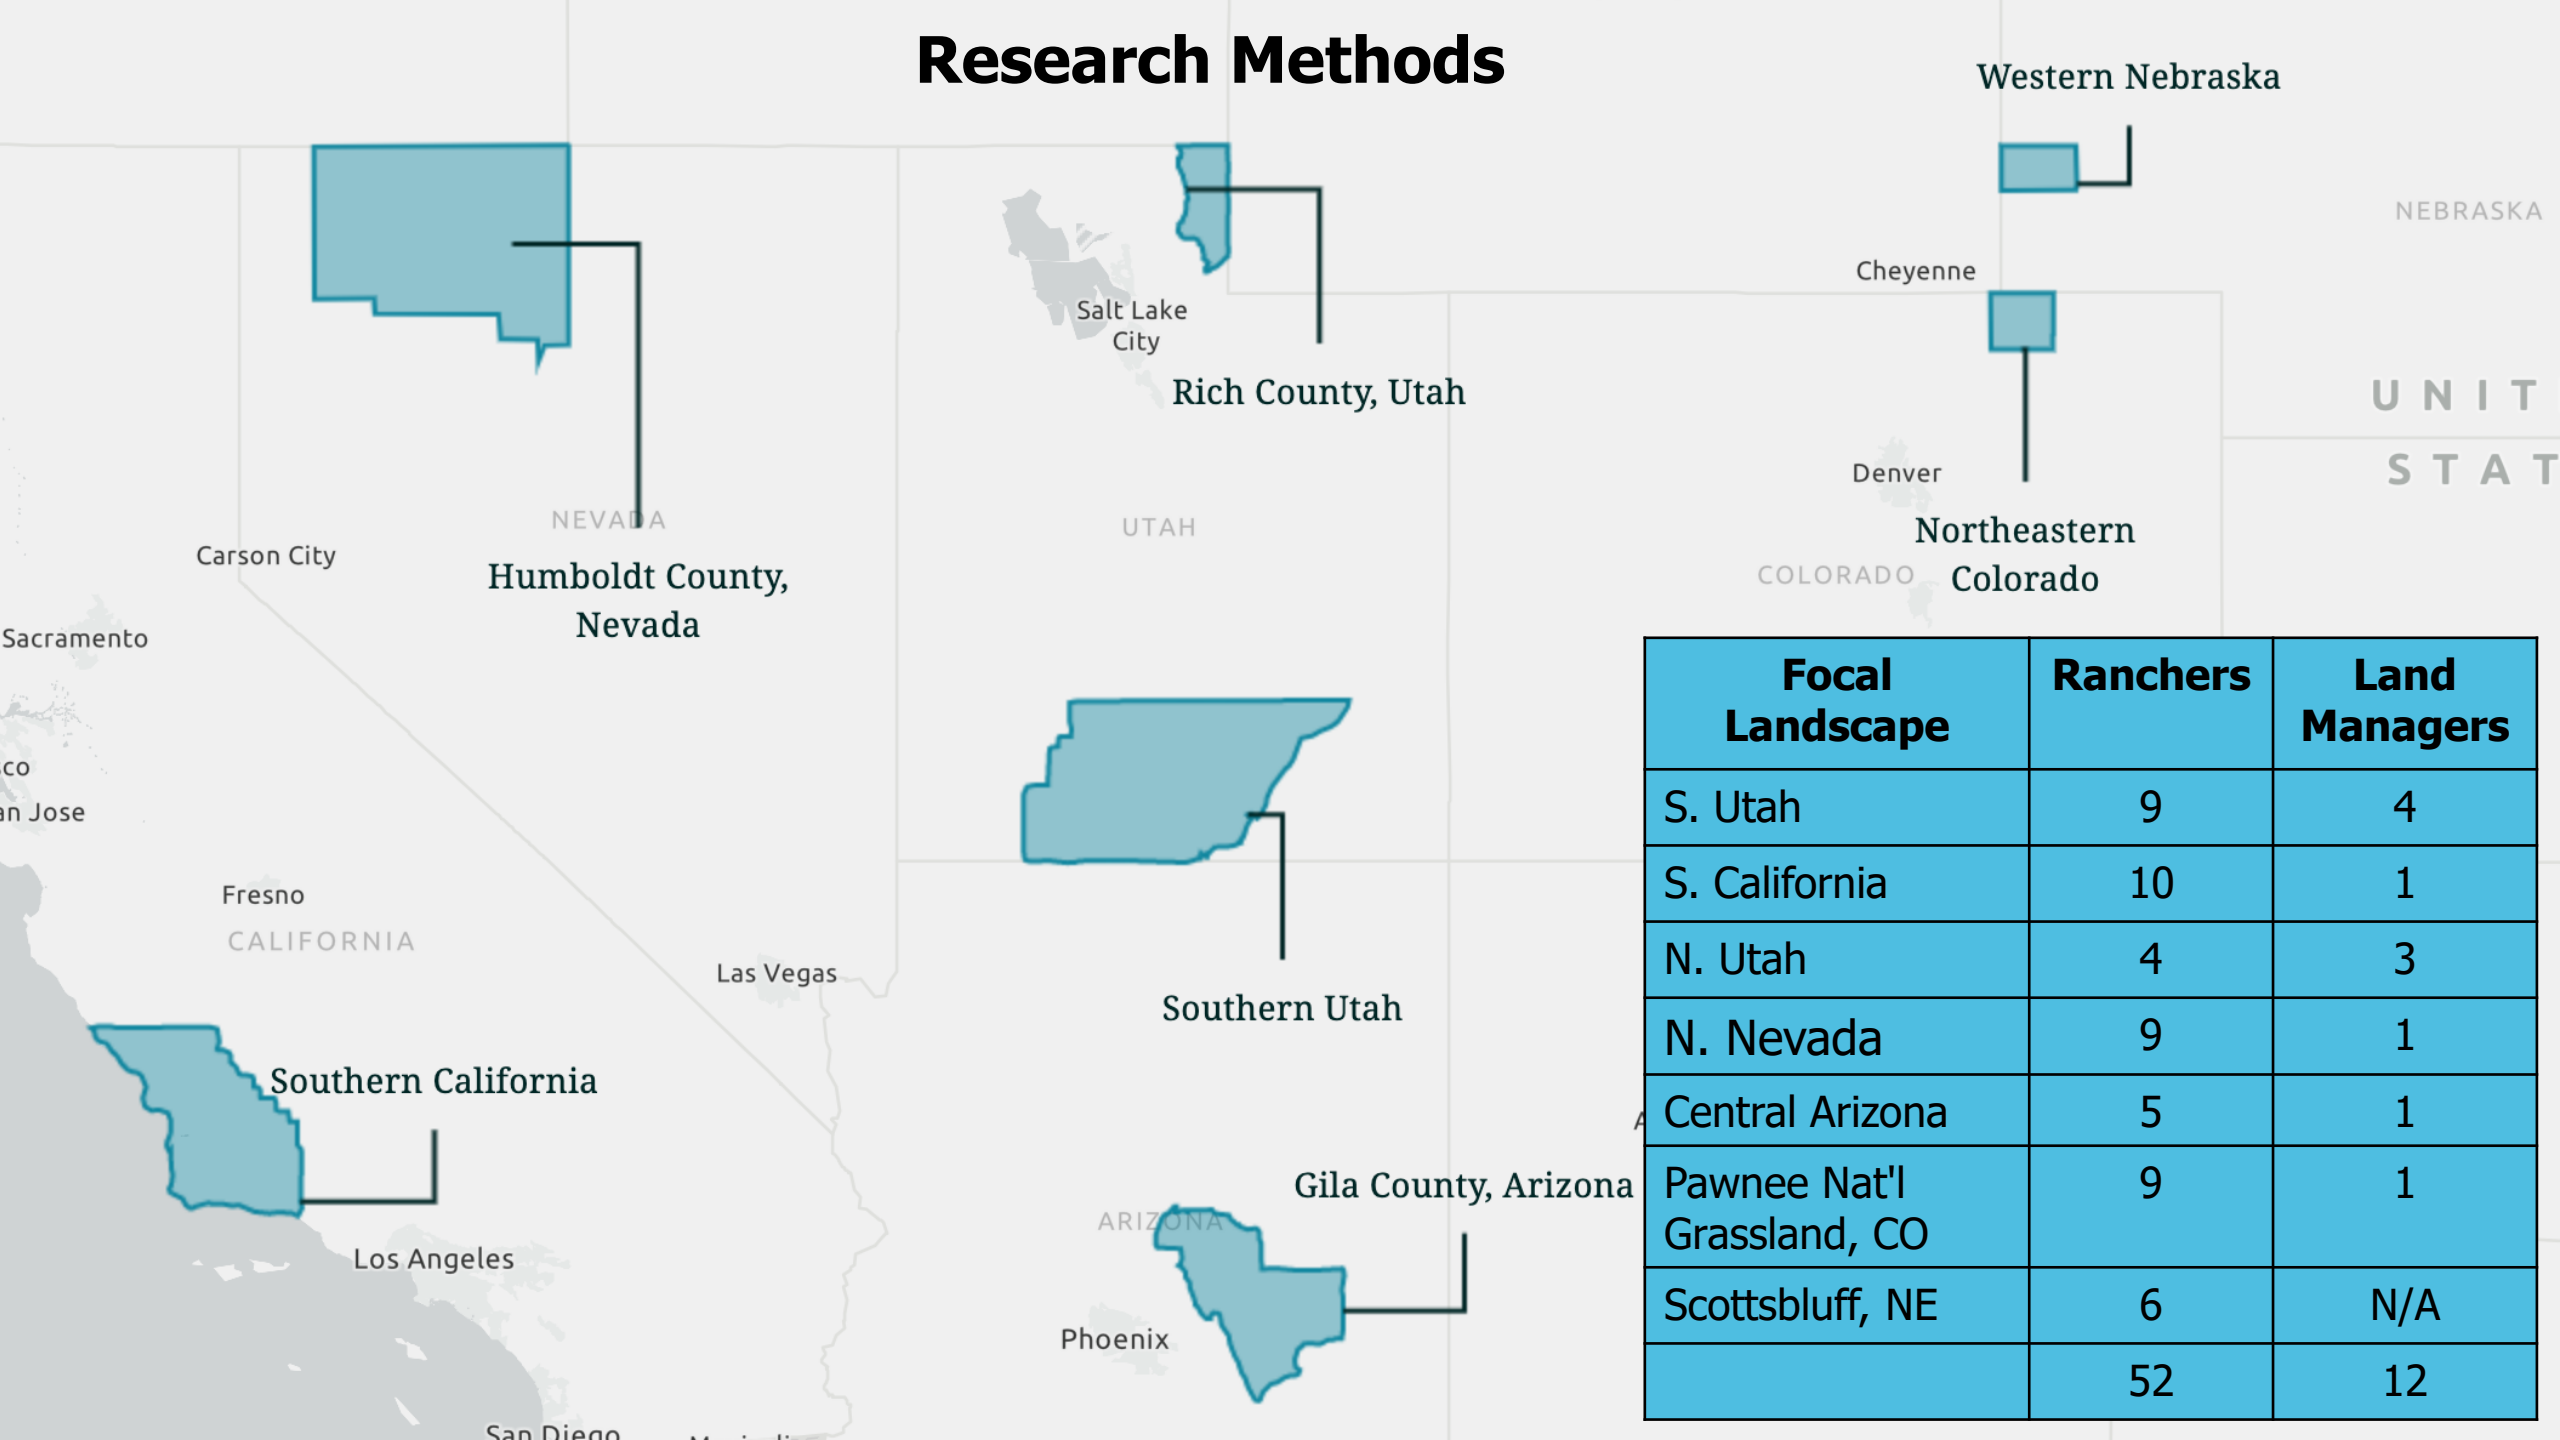 Research Methods
Western Nebraska
NEBRASKA
Cheyenne
Salt Lake
City
Rich County, Utah
UNIT
STAT
Denver
NEVADA
UTAH
Northeastern
Colorado
COLORADO
Carson City
Humboldt County,
Nevada
Sacramento
co
an Jose
Fresno
CALIFORNIA
Las Vegas
Southern Utah
Southern California
Gila County, Arizona
ARIZONA
Los Angeles
Phoenix
San Diego
Focal Landscape Ranchers Land Managers
S. Utah 9 4
S. California 10 1
N. Utah 4 3
N. Nevada 9 1
Central Arizona 5 1
Pawnee Nat'l 9 1
Grassland, CO
Scottsbluff, NE 6 N/A
52 12